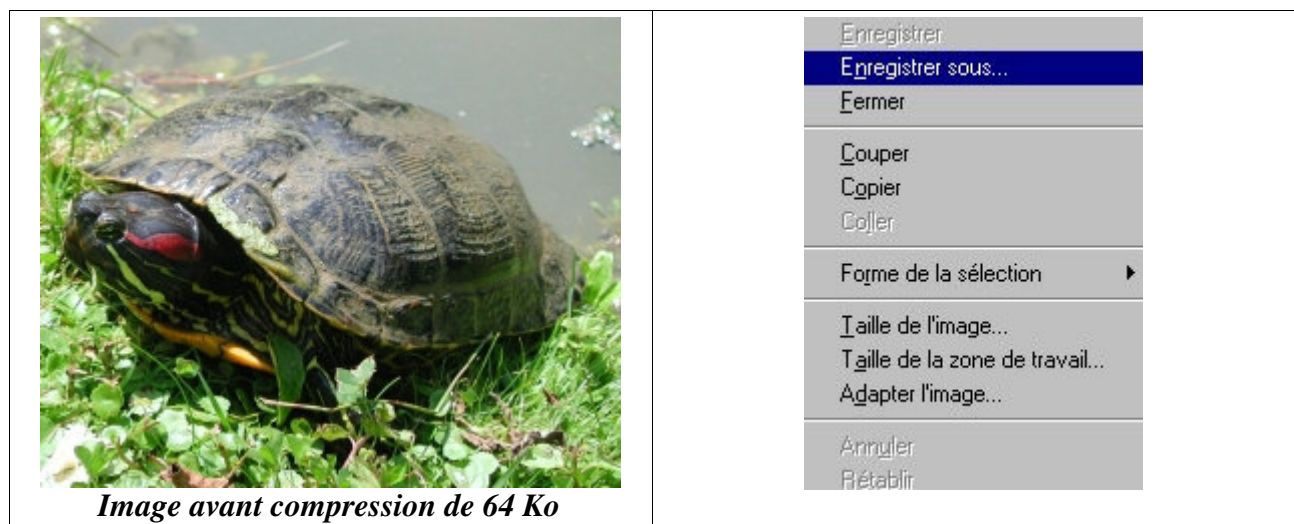 Image avant compression de 64 Ko
Enregistrer
Enregistrer sous...
Fermer
Couper
Copier
Coller
Forme de la sélection
Taille de l'image...
Taille de la zone de travail...
Adapter l'image...
Annuler
Rétablir